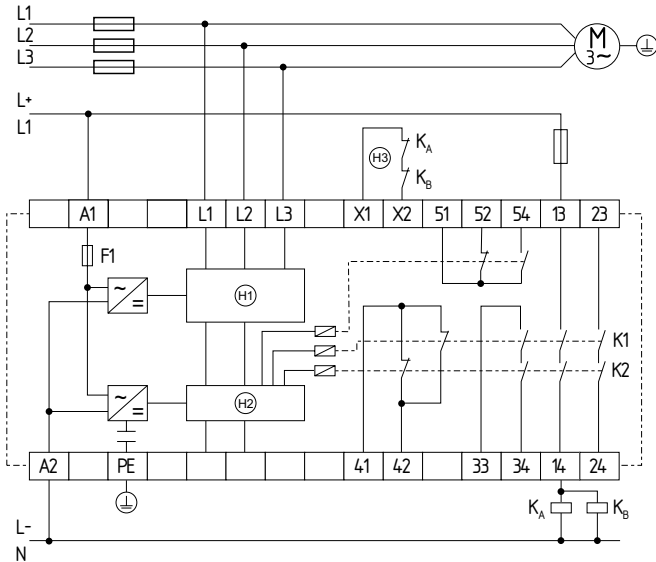 L1
L2
L3
M
3~
L+
L1
H3
KA
KB
A1 L1 L2 L3 X1 X2 51 52 54 13 23
F1
~
=
H1
K1
K2
~
=
H2
A2 PE 41 42 33 34 14 24
KA KB
L-
N